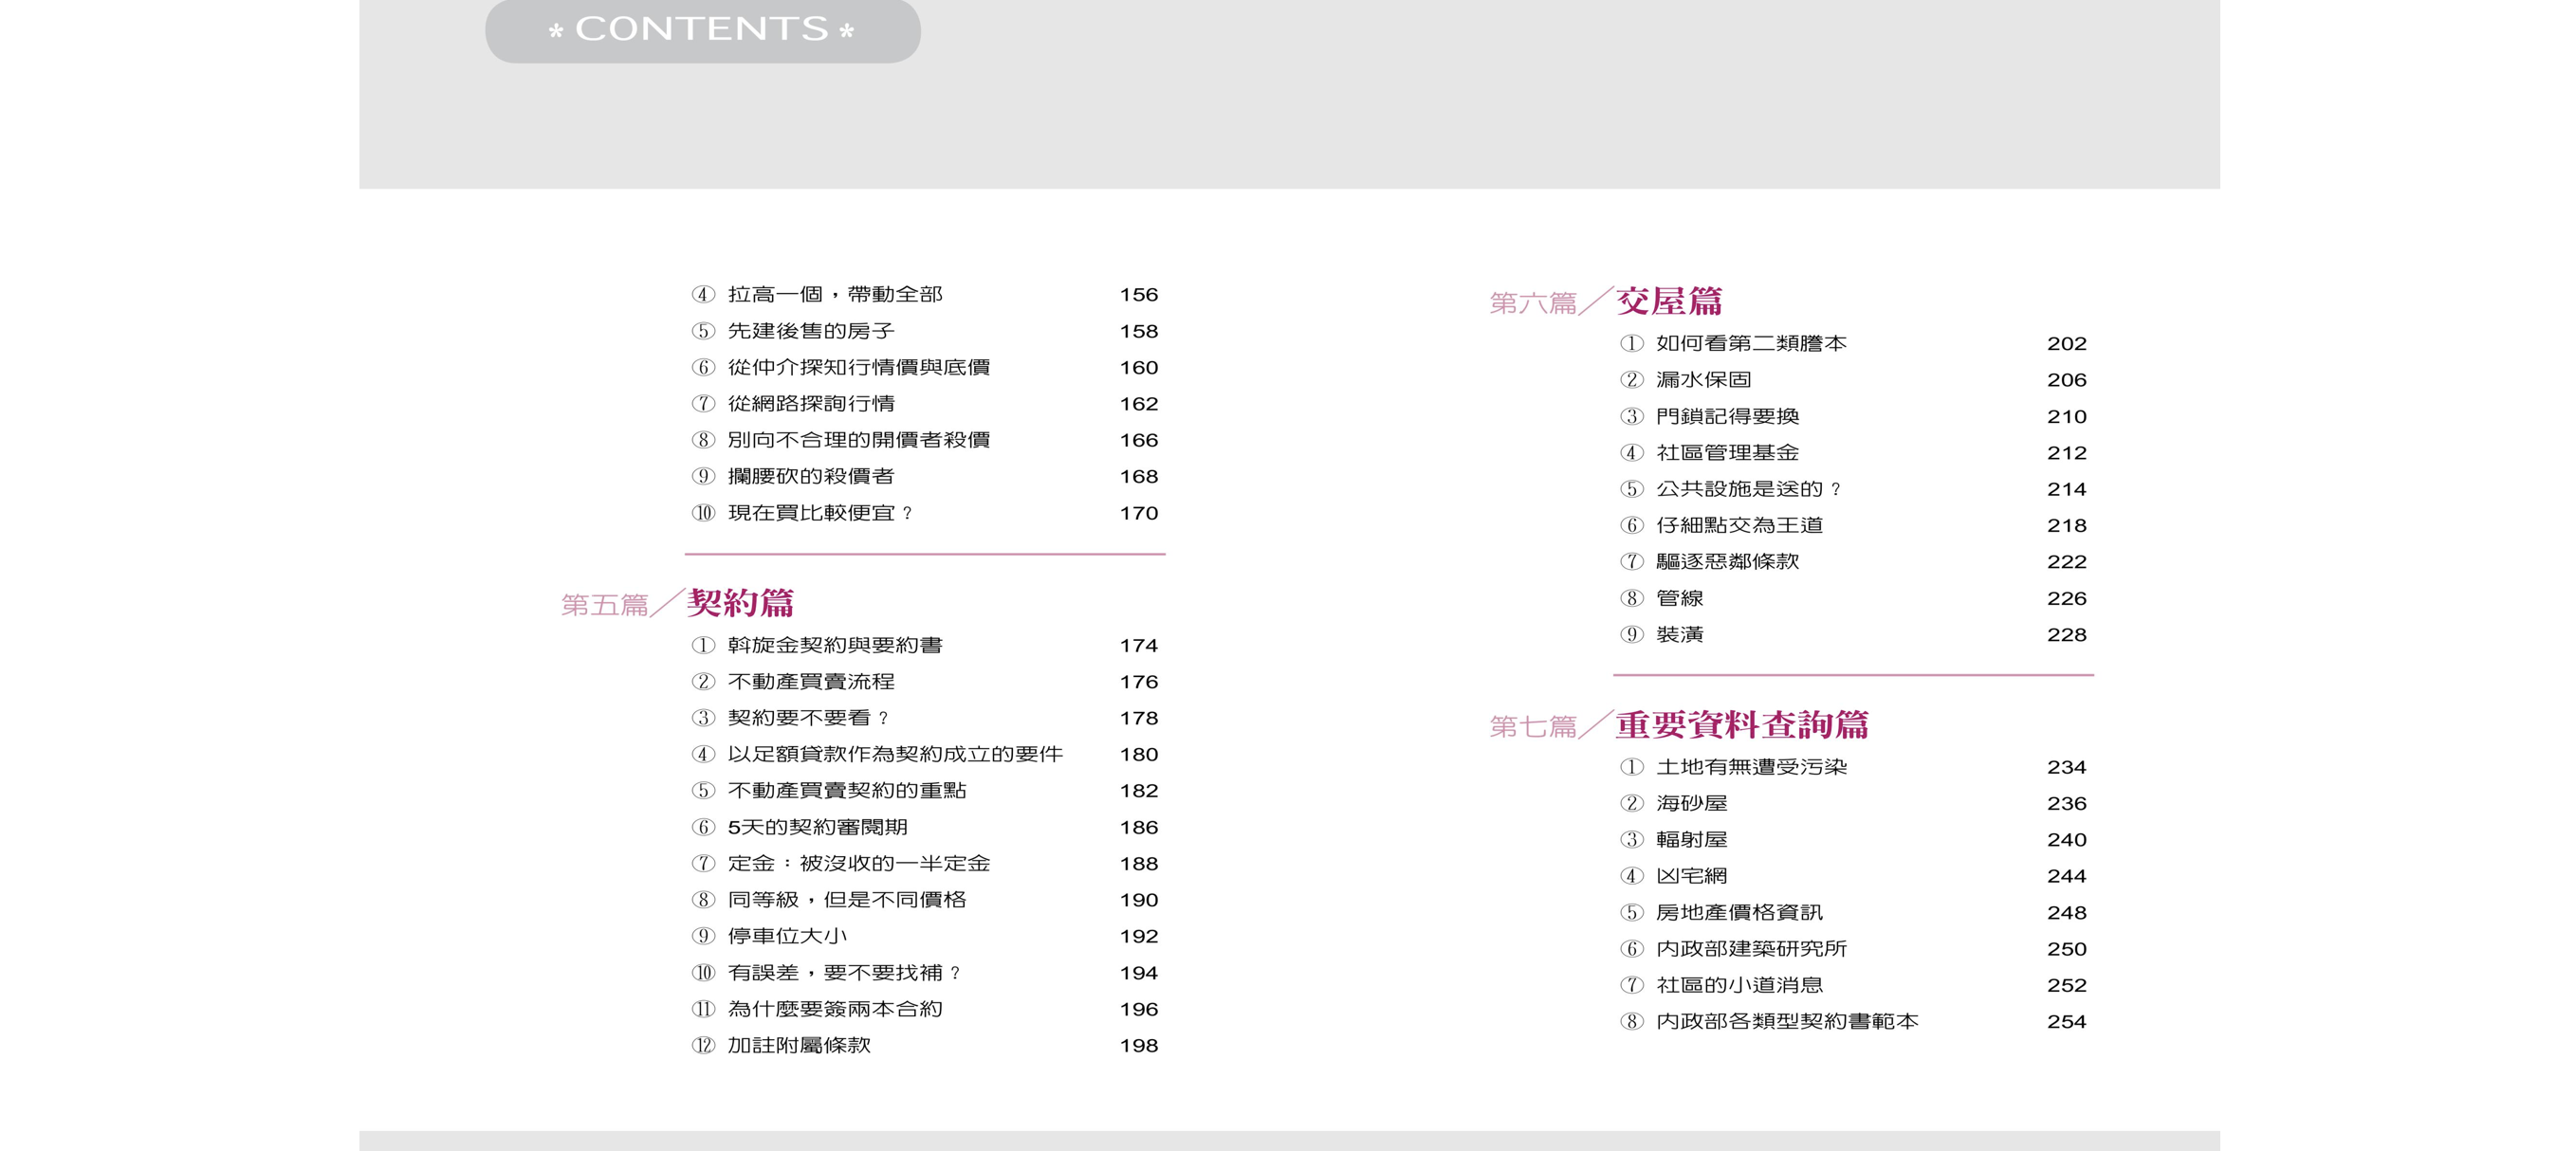 * CONTENTS *
④ 拉高一個，帶動全部 156
⑤ 先建後售的房子 158
⑥ 從仲介探知行情價與底價 160
⑦ 從網路探詢行情 162
⑧ 別向不合理的開價者殺價 166
⑨ 攔腰砍的殺價者 168
⑩ 現在買比較便宜？ 170
第五篇／契約篇
① 斡旋金契約與要約書 174
② 不動產買賣流程 176
③ 契約要不要看？ 178
④ 以足額貸款作為契約成立的要件 180
⑤ 不動產買賣契約的重點 182
⑥ 5天的契約審閱期 186
⑦ 定金：被沒收的一半定金 188
⑧ 同等級，但是不同價格 190
⑨ 停車位大小 192
⑩ 有誤差，要不要找補？ 194
⑪ 為什麼要簽兩本合約 196
⑫ 加註附屬條款 198
第六篇／交屋篇
① 如何看第二類謄本 202
② 漏水保固 206
③ 門鎖記得要換 210
④ 社區管理基金 212
⑤ 公共設施是送的？ 214
⑥ 仔細點交為王道 218
⑦ 驅逐惡鄰條款 222
⑧ 管線 226
⑨ 裝潢 228
第七篇／重要資料查詢篇
① 土地有無遭受污染 234
② 海砂屋 236
③ 輻射屋 240
④ 凶宅網 244
⑤ 房地產價格資訊 248
⑥ 內政部建築研究所 250
⑦ 社區的小道消息 252
⑧ 內政部各類型契約書範本 254